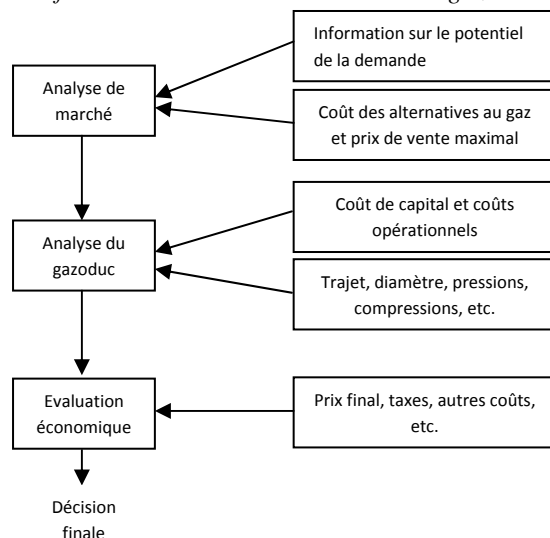 Information sur le potentiel
de la demande
Analyse de
marché
Coût des alternatives au gaz
et prix de vente maximal
Coût de capital et coûts
opérationnels
Analyse du
gazoduc
Trajet, diamètre, pressions,
compressions, etc.
Evaluation
économique
Prix final, taxes, autres coûts,
etc.
Décision
finale